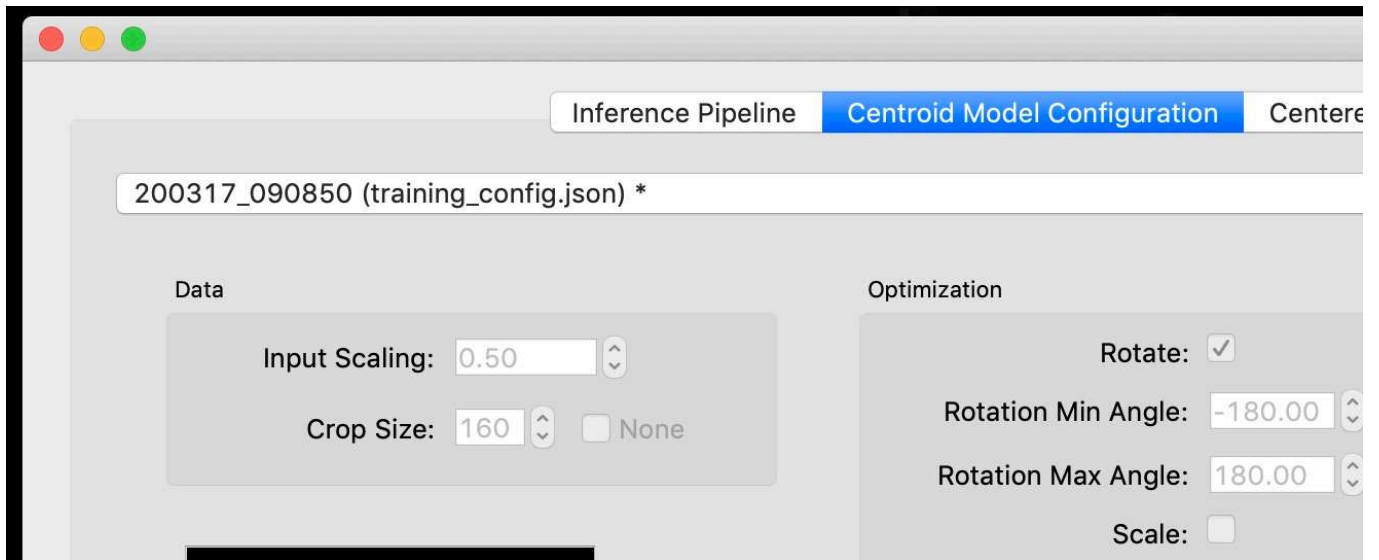 Inference Pipeline
Centroid Model Configuration
200317_090850 (training_config.json) *
Data
Input Scaling: 0.50
Crop Size: 160 None
Optimization
Rotate:
Rotation Min Angle: -180.00
Rotation Max Angle: 180.00
Scale: